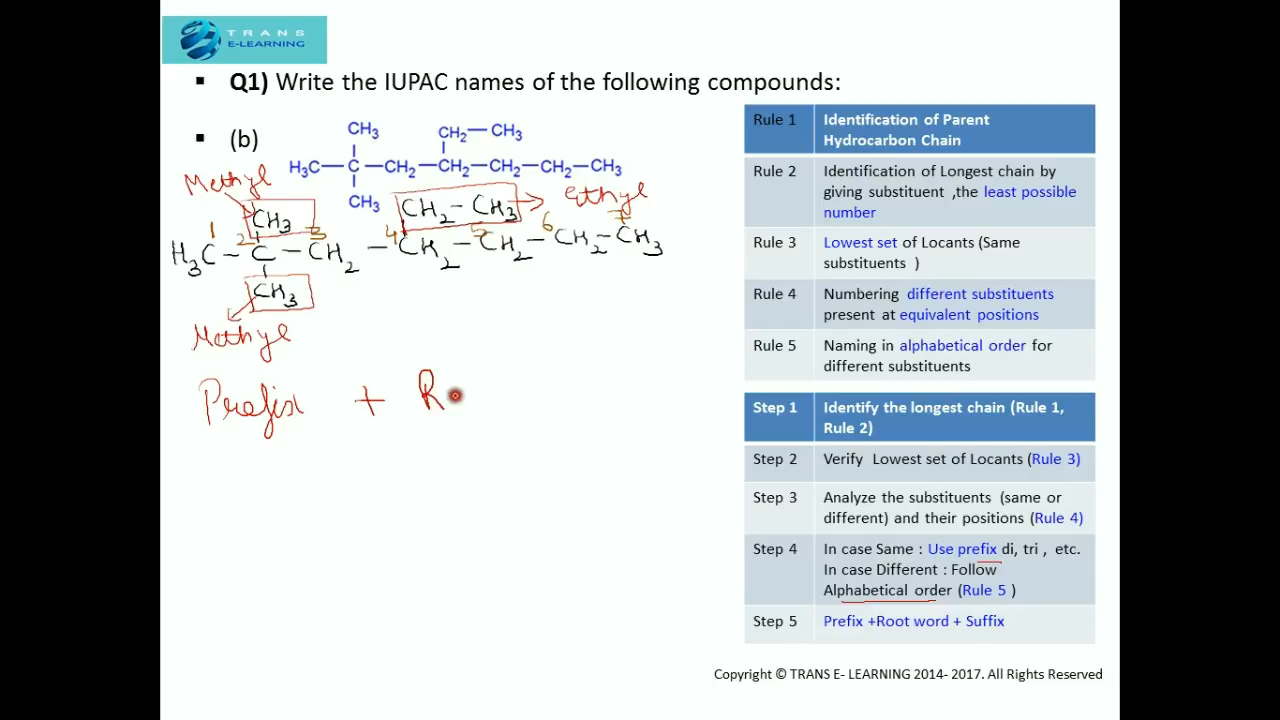 TRANS
E-LEARNING
▪ Q1) Write the IUPAC names of the following compounds:
▪ (b)
CH₃ CH₂—CH₃
H₃C—C—CH₂—CH₂—CH₂—CH₂—CH₃
CH₃
Methyl
CH₃ CH₂–CH₃ → Ethyl
1 2 3 4 5 6 7
H₃C–C–CH₂–CH₂–CH₂–CH₂–CH₃
CH₃
Methyl
Prefix + R
Rule 1 Identification of Parent
Hydrocarbon Chain
Rule 2 Identification of Longest chain by
giving substituent ,the least possible
number
Rule 3 Lowest set of Locants (Same
substituents )
Rule 4 Numbering different substituents
present at equivalent positions
Rule 5 Naming in alphabetical order for
different substituents
Step 1 Identify the longest chain (Rule 1,
Rule 2)
Step 2 Verify Lowest set of Locants (Rule 3)
Step 3 Analyze the substituents (same or
different) and their positions (Rule 4)
Step 4 In case Same : Use prefix di, tri , etc.
In case Different : Follow
Alphabetical order (Rule 5 )
Step 5 Prefix +Root word + Suffix
Copyright © TRANS E- LEARNING 2014- 2017. All Rights Reserved